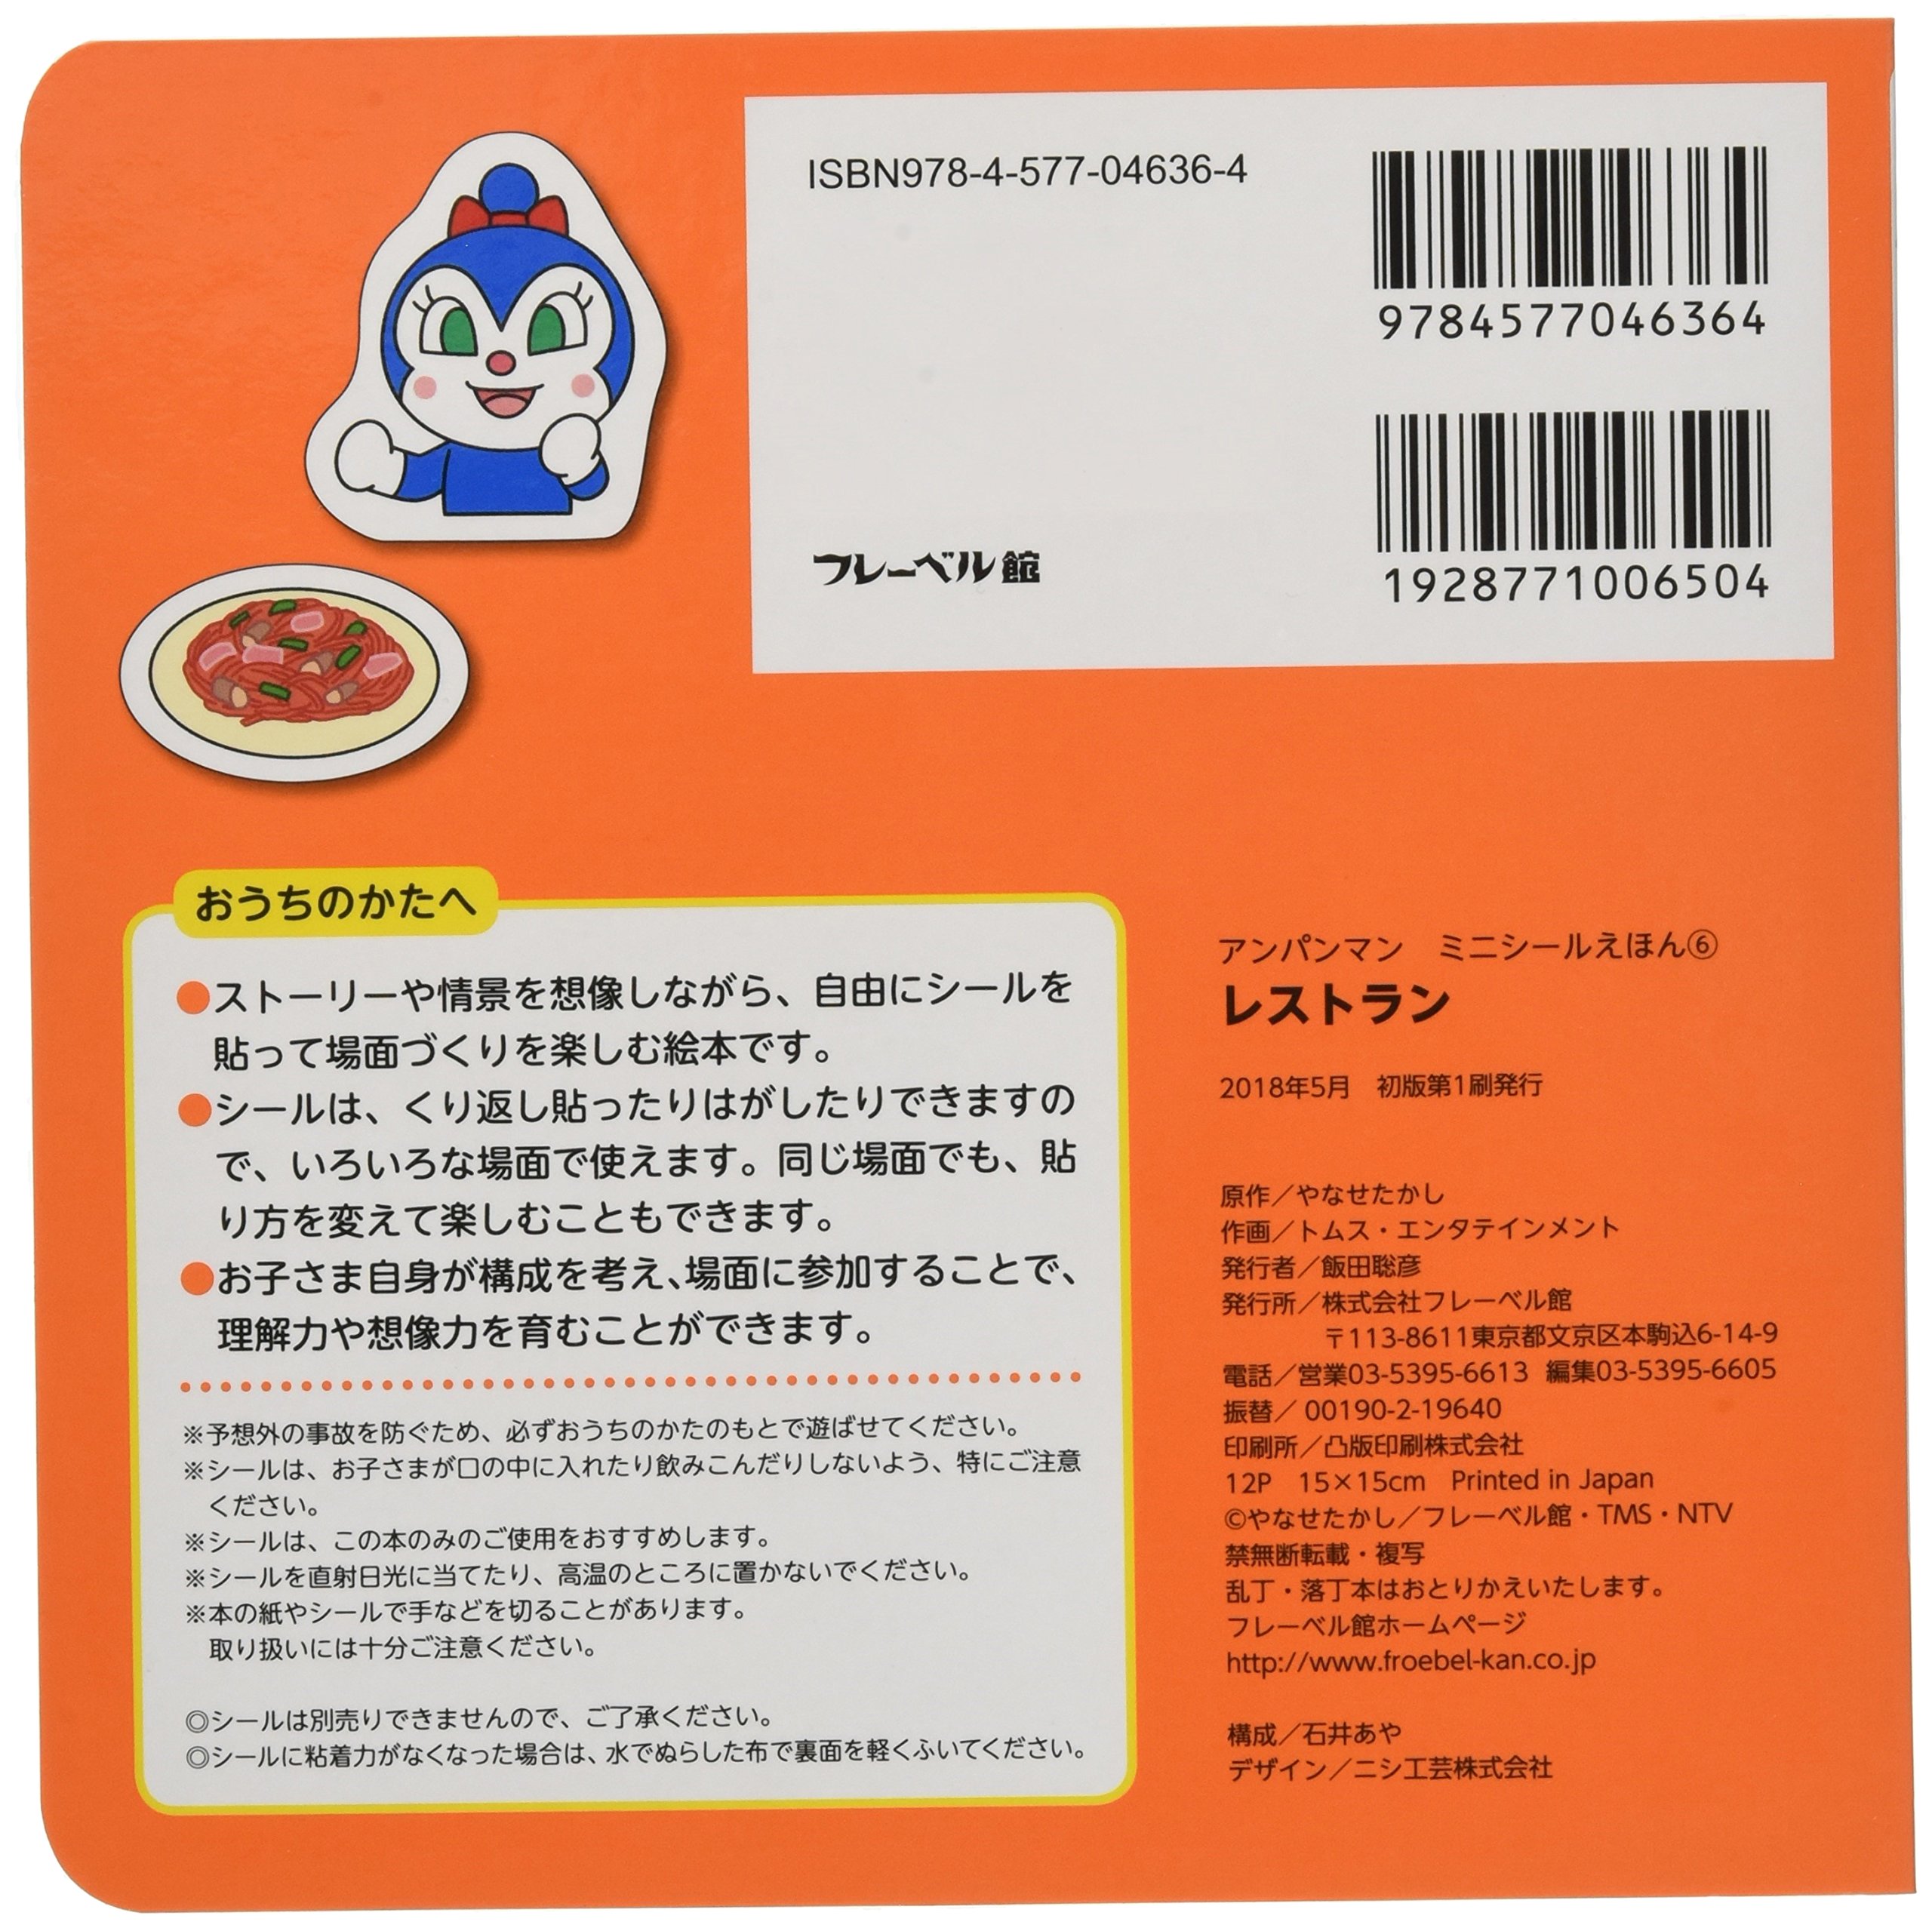 ISBN978-4-577-04636-4
9784577046364
フレーベル館
1928771006504
おうちのかたへ
●ストーリーや情景を想像しながら、自由にシールを
貼って場面づくりを楽しむ絵本です。
●シールは、くり返し貼ったりはがしたりできますの
で、いろいろな場面で使えます。同じ場面でも、貼
り方を変えて楽しむこともできます。
●お子さま自身が構成を考え、場面に参加することで、
理解力や想像力を育むことができます。
※予想外の事故を防ぐため、必ずおうちのかたのもとで遊ばせてください。
※シールは、お子さまが口の中に入れたり飲みこんだりしないよう、特にご注意
ください。
※シールは、この本のみのご使用をおすすめします。
※シールを直射日光に当てたり、高温のところに置かないでください。
※本の紙やシールで手などを切ることがあります。
取り扱いには十分ご注意ください。
◎シールは別売りできませんので、ご了承ください。
◎シールに粘着力がなくなった場合は、水でぬらした布で裏面を軽くふいてください。
アンパンマン　ミニシールえほん⑥
レストラン
2018年5月　初版第1刷発行
原作／やなせたかし
作画／トムス・エンタテインメント
発行者／飯田聡彦
発行所／株式会社フレーベル館
〒113-8611東京都文京区本駒込6-14-9
電話／営業03-5395-6613　編集03-5395-6605
振替／00190-2-19640
印刷所／凸版印刷株式会社
12P　15×15cm　Printed in Japan
©やなせたかし／フレーベル館・TMS・NTV
禁無断転載・複写
乱丁・落丁本はおとりかえいたします。
フレーベル館ホームページ
http://www.froebel-kan.co.jp
構成／石井あや
デザイン／ニシ工芸株式会社